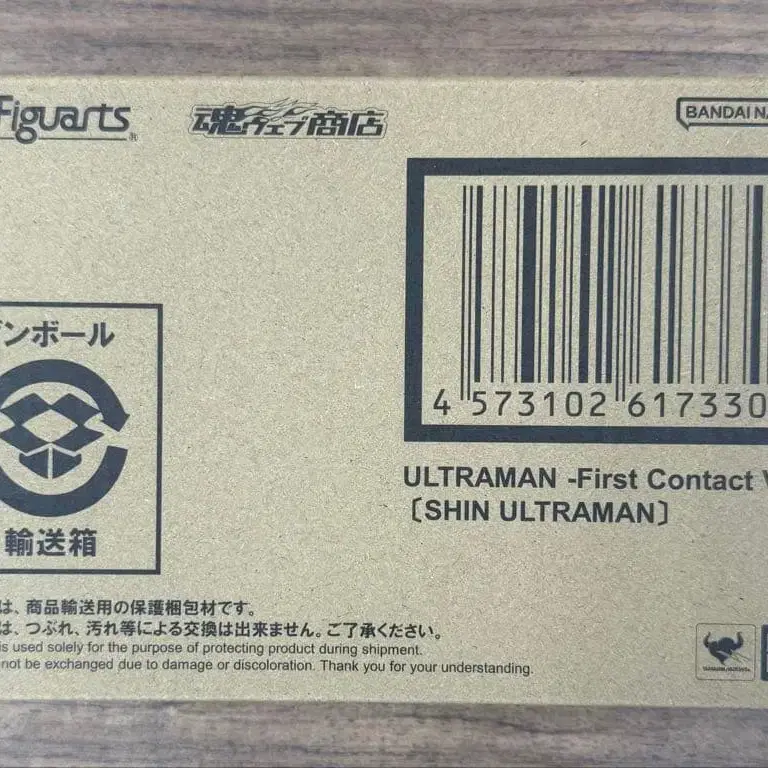 Figuarts
魂ウェブ商店
BANDAI NA
4 573102 617330
ULTRAMAN -First Contact V
〔SHIN ULTRAMAN〕
ンボール
輸送箱
は、商品輸送用の保護梱包材です。
は、つぶれ、汚れ等による交換は出来ません。ご了承ください。
is used solely for the purpose of protecting product during shipment.
not be exchanged due to damage or discoloration. Thank you for your understanding.